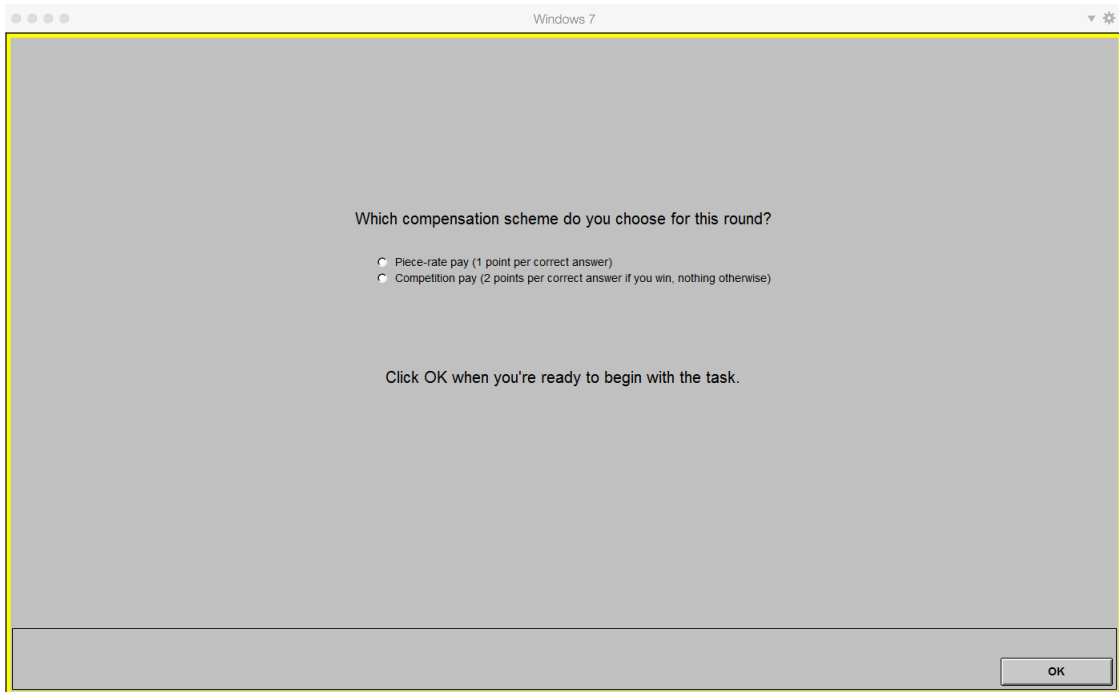 Windows 7
Which compensation scheme do you choose for this round?
Piece-rate pay (1 point per correct answer)
Competition pay (2 points per correct answer if you win, nothing otherwise)
Click OK when you're ready to begin with the task.
OK